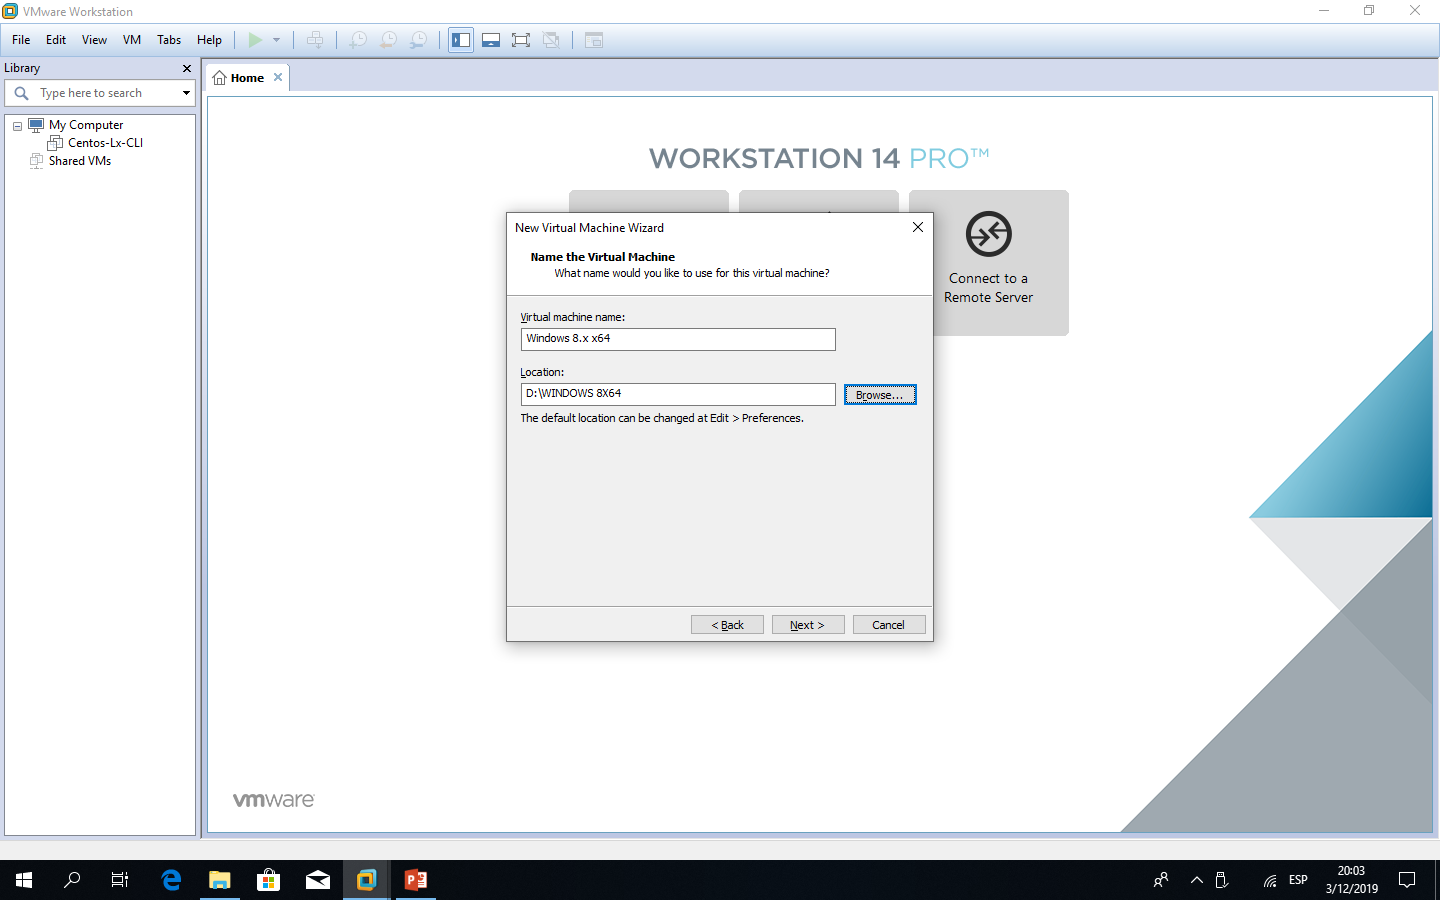 VMware Workstation
File Edit View VM Tabs Help
Library
Type here to search
My Computer
Centos-Lx-CLI
Shared VMs
Home
WORKSTATION 14 PRO™
Connect to a
Remote Server
New Virtual Machine Wizard
Name the Virtual Machine
What name would you like to use for this virtual machine?
Virtual machine name:
Windows 8.x x64
Location:
D:\WINDOWS 8X64
Browse...
The default location can be changed at Edit > Preferences.
< Back
Next >
Cancel
vmware
ESP
20:03
3/12/2019